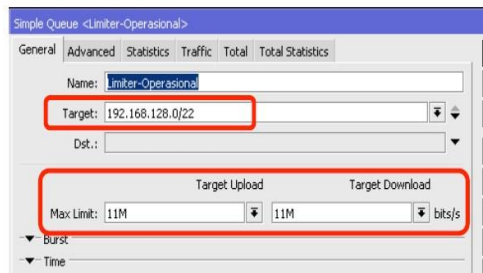 Simple Queue <Limiter-Operasional>
General Advanced Statistics Traffic Total Total Statistics
Name: Limiter-Operasional
Target: 192.168.128.0/22
Dst.:
Target Upload Target Download
Max Limit: 11M 11M bits/s
Burst
Time